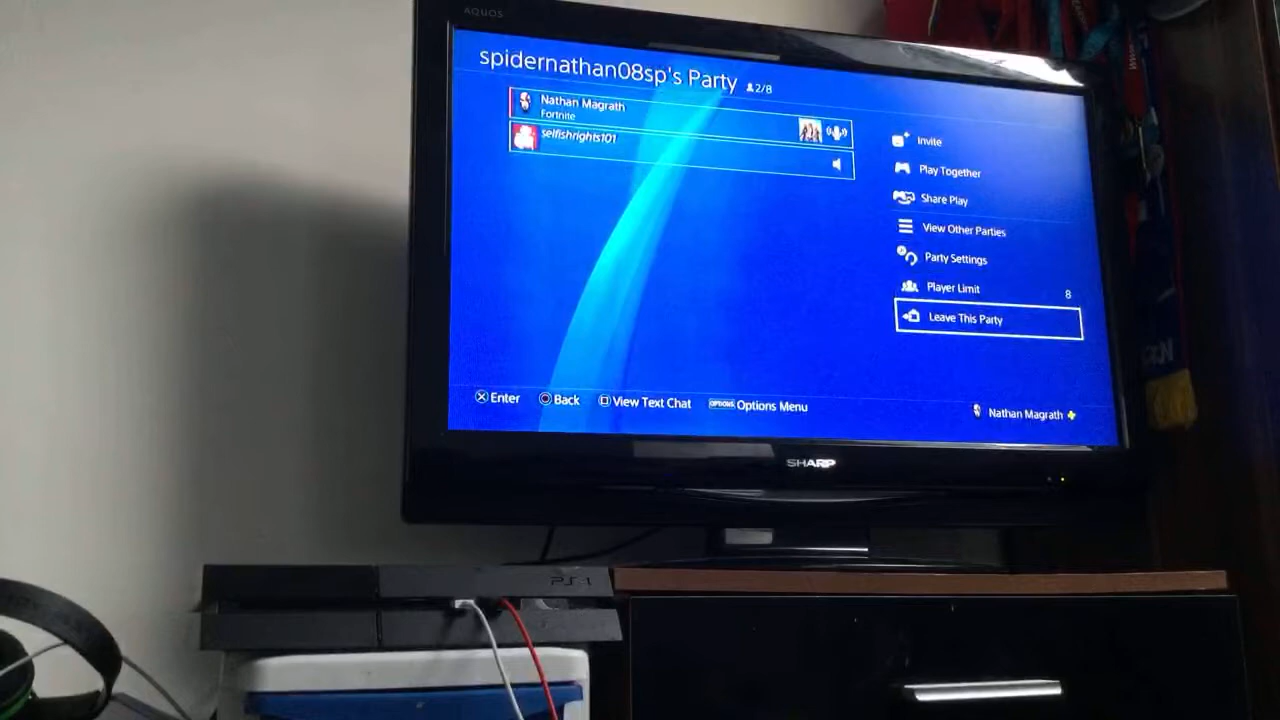 AQUOS
spidernathan08sp's Party 2/8
Nathan Magrath
Fortnite
selfishrights101
Invite
Play Together
Share Play
View Other Parties
Party Settings
Player Limit 8
Leave This Party
Enter Back View Text Chat OPTIONS Options Menu
Nathan Magrath
SHARP
PS4